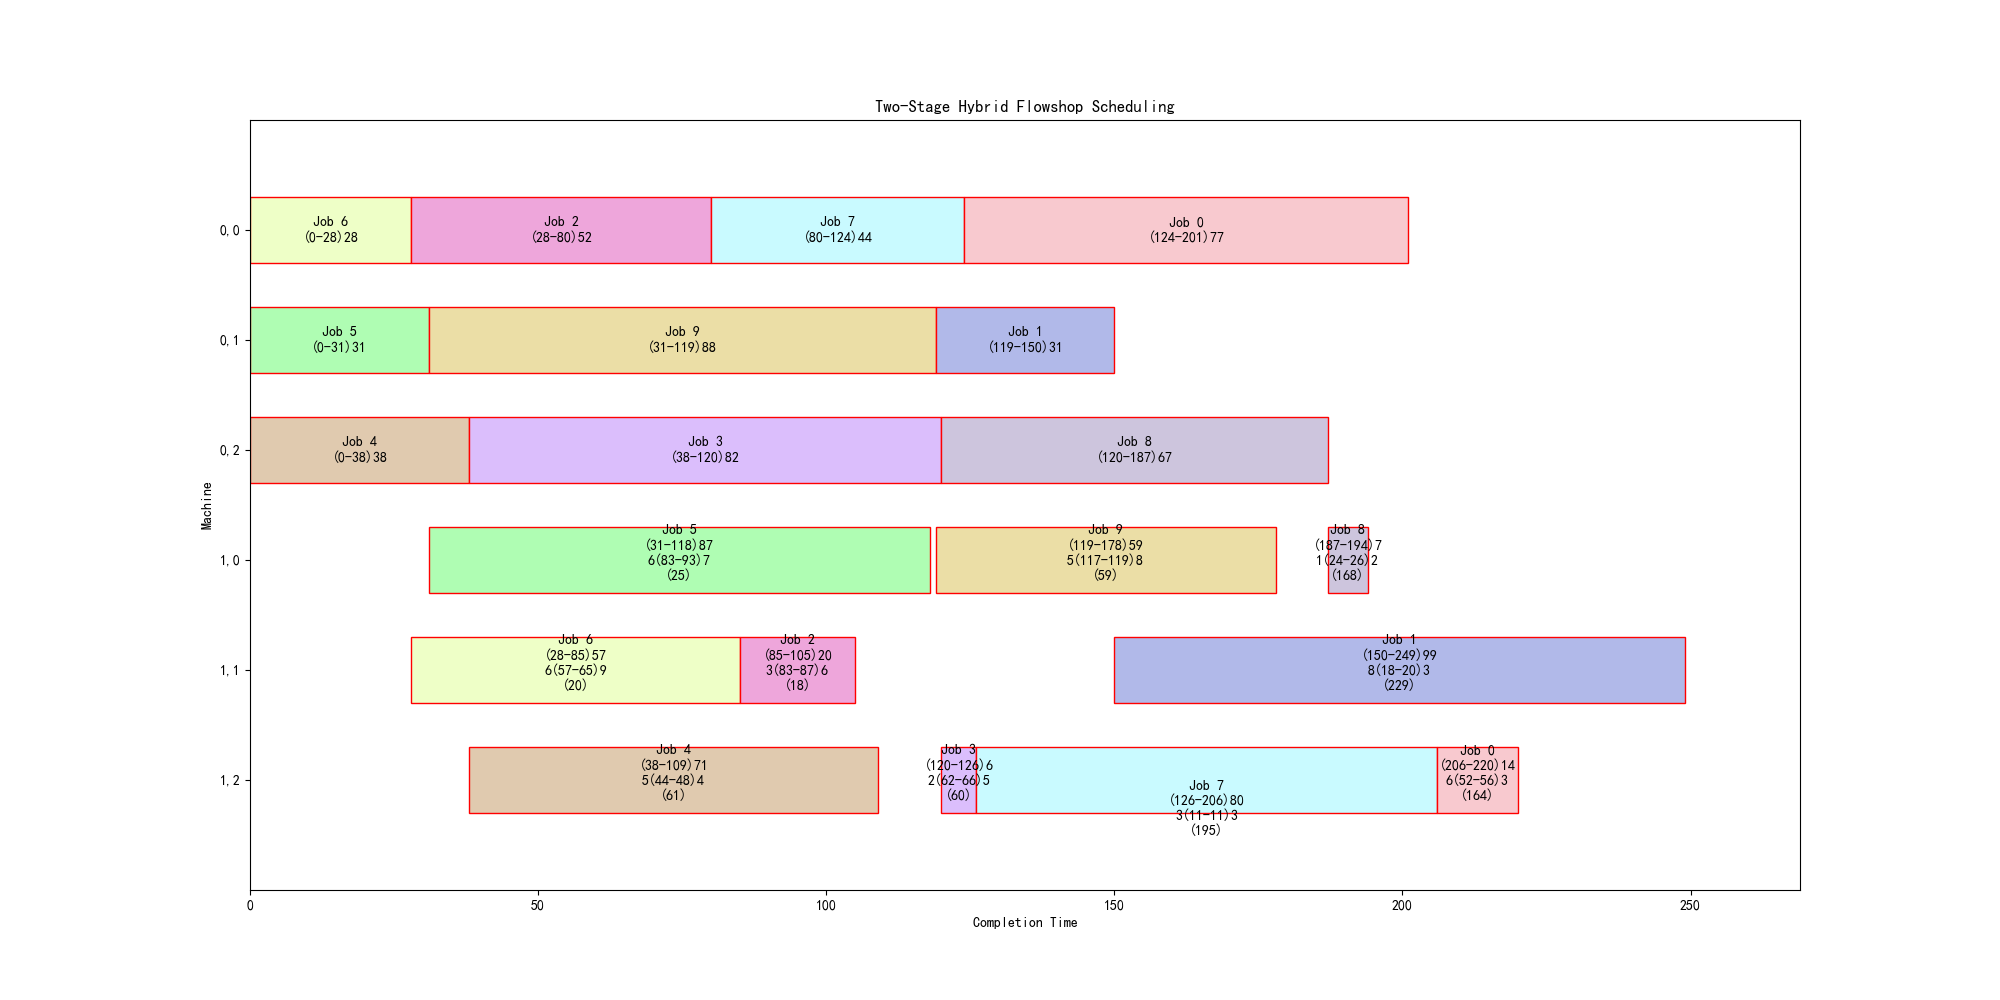 Two-Stage Hybrid Flowshop Scheduling
Machine
0,0
Job 6
(0-28)28
Job 2
(28-80)52
Job 7
(80-124)44
Job 0
(124-201)77
0,1
Job 5
(0-31)31
Job 9
(31-119)88
Job 1
(119-150)31
0,2
Job 4
(0-38)38
Job 3
(38-120)82
Job 8
(120-187)67
1,0
Job 5
(31-118)87
6(83-93)7
(25)
Job 9
(119-178)59
5(117-119)8
(59)
Job 8
(187-194)7
1(24-26)2
(168)
1,1
Job 6
(28-85)57
6(57-65)9
(20)
Job 2
(85-105)20
3(83-87)6
(18)
Job 1
(150-249)99
8(18-20)3
(229)
1,2
Job 4
(38-109)71
5(44-48)4
(61)
Job 3
(120-126)6
2(62-66)5
(60)
Job 7
(126-206)80
3(11-11)3
(195)
Job 0
(206-220)14
6(52-56)3
(164)
0
50
100
150
200
250
Completion Time